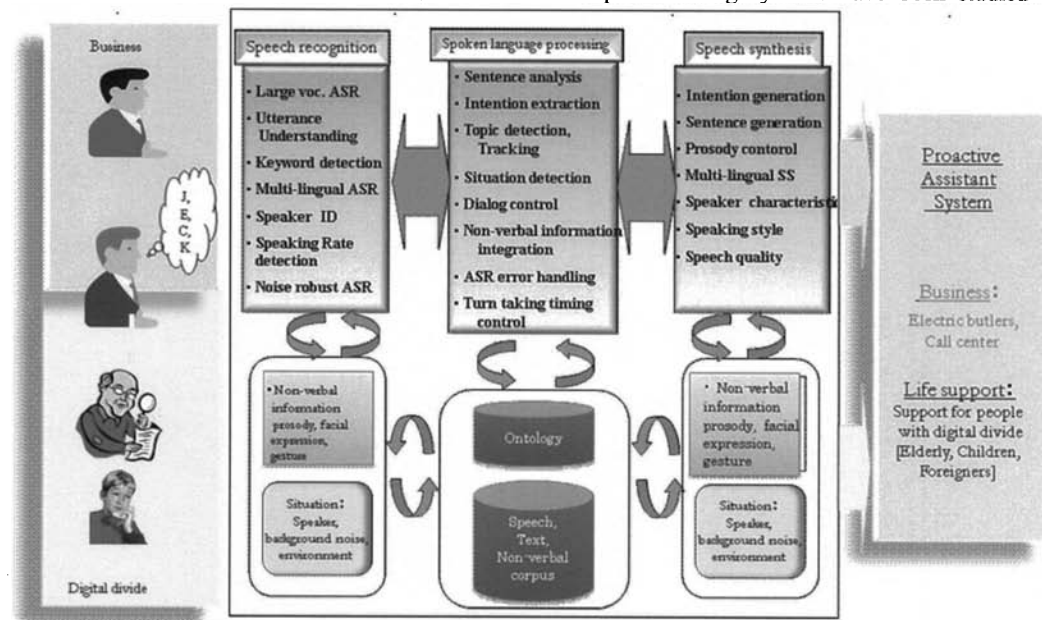 Business
J,
E,
C,
K
Digital divide
Speech recognition
• Large voc. ASR
• Utterance
Understanding
• Keyword detection
• Multi-lingual ASR
• Speaker ID
• Speaking Rate
detection
• Noise robust ASR
Spoken language processing
• Sentence analysis
• Intention extraction
• Topic detection,
Tracking
• Situation detection
• Dialog control
• Non-verbal information
integration
• ASR error handling
• Turn taking timing
control
Speech synthesis
• Intention generation
• Sentence generation
• Prosody contorol
• Multi-lingual SS
• Speaker characteristic
• Speaking style
• Speech quality
• Non-verbal
information
prosody, facial
expression,
gesture
Situation:
Speaker,
background noise,
environment
Ontology
Speech,
Text,
Non-verbal
corpus
• Non-verbal
information
prosody, facial
expression,
gesture
Situation:
Speaker,
background noise,
environment
Proactive
Assistant
System
Business:
Electric butlers,
Call center
Life support:
Support for people
with digital divide
[Elderly, Children,
Foreigners]